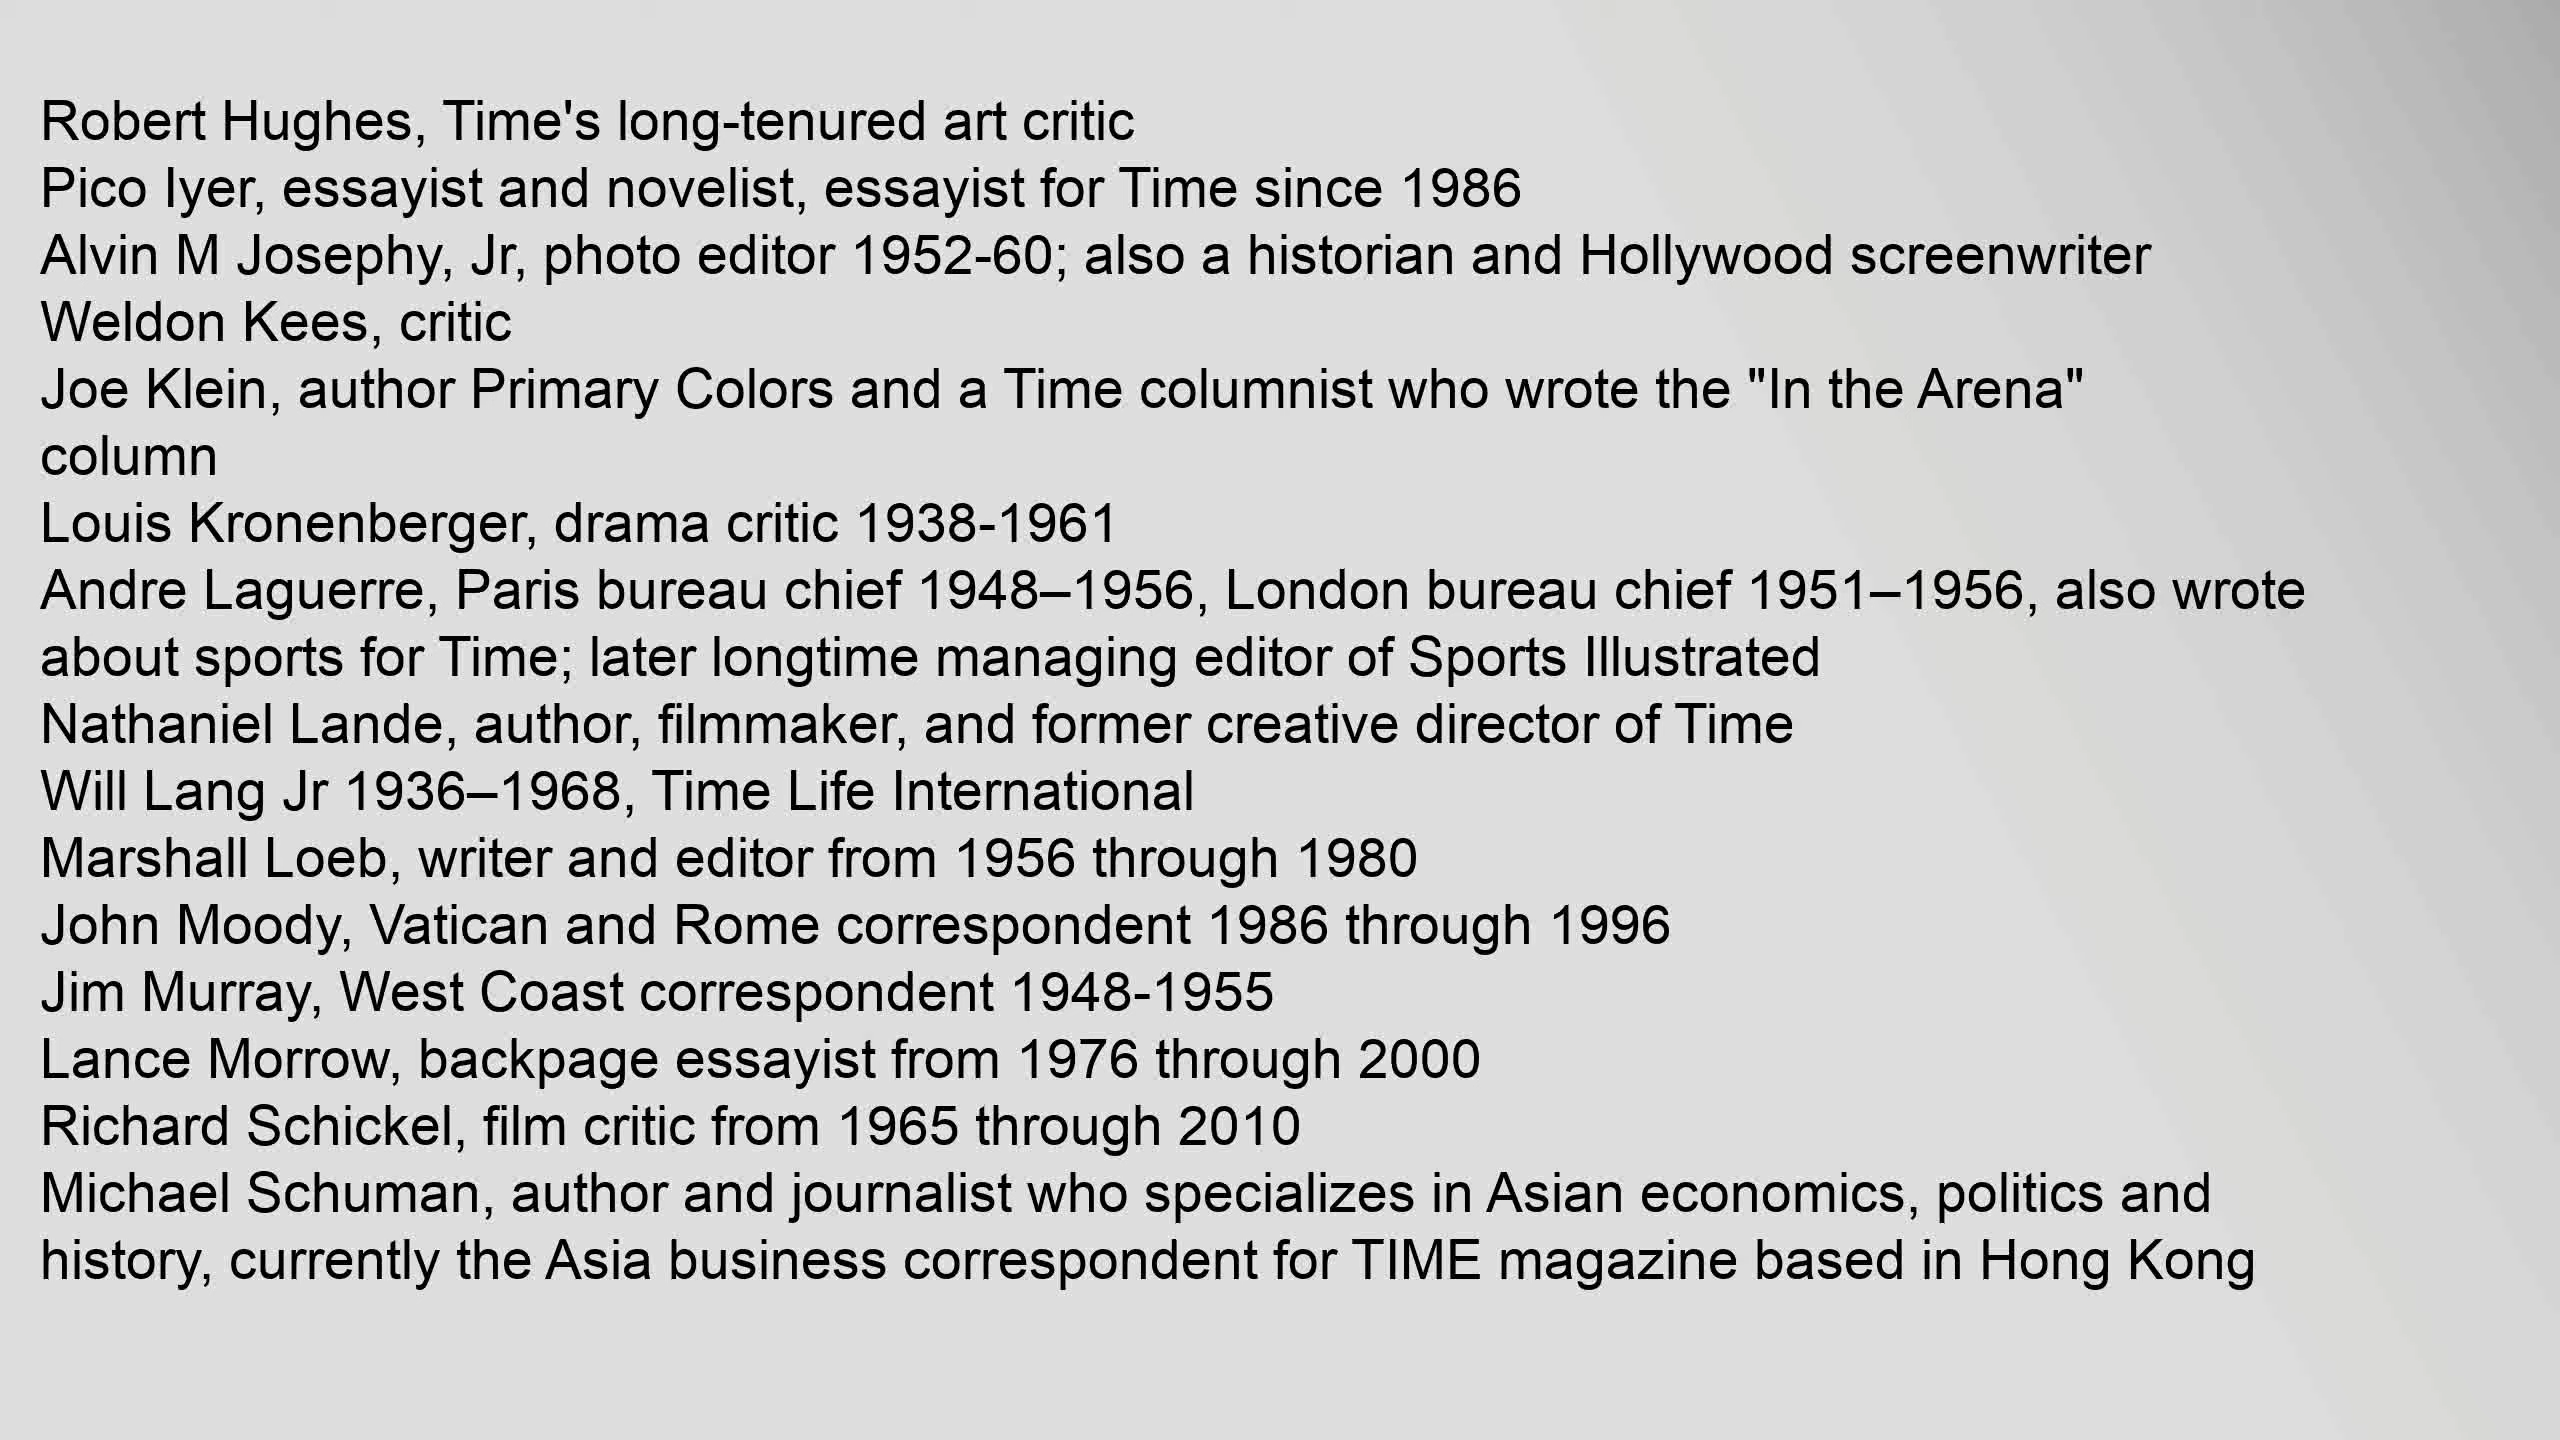 Robert Hughes, Time's long-tenured art critic
Pico Iyer, essayist and novelist, essayist for Time since 1986
Alvin M Josephy, Jr, photo editor 1952-60; also a historian and Hollywood screenwriter
Weldon Kees, critic
Joe Klein, author Primary Colors and a Time columnist who wrote the "In the Arena"
column
Louis Kronenberger, drama critic 1938-1961
Andre Laguerre, Paris bureau chief 1948–1956, London bureau chief 1951–1956, also wrote
about sports for Time; later longtime managing editor of Sports Illustrated
Nathaniel Lande, author, filmmaker, and former creative director of Time
Will Lang Jr 1936–1968, Time Life International
Marshall Loeb, writer and editor from 1956 through 1980
John Moody, Vatican and Rome correspondent 1986 through 1996
Jim Murray, West Coast correspondent 1948-1955
Lance Morrow, backpage essayist from 1976 through 2000
Richard Schickel, film critic from 1965 through 2010
Michael Schuman, author and journalist who specializes in Asian economics, politics and
history, currently the Asia business correspondent for TIME magazine based in Hong Kong